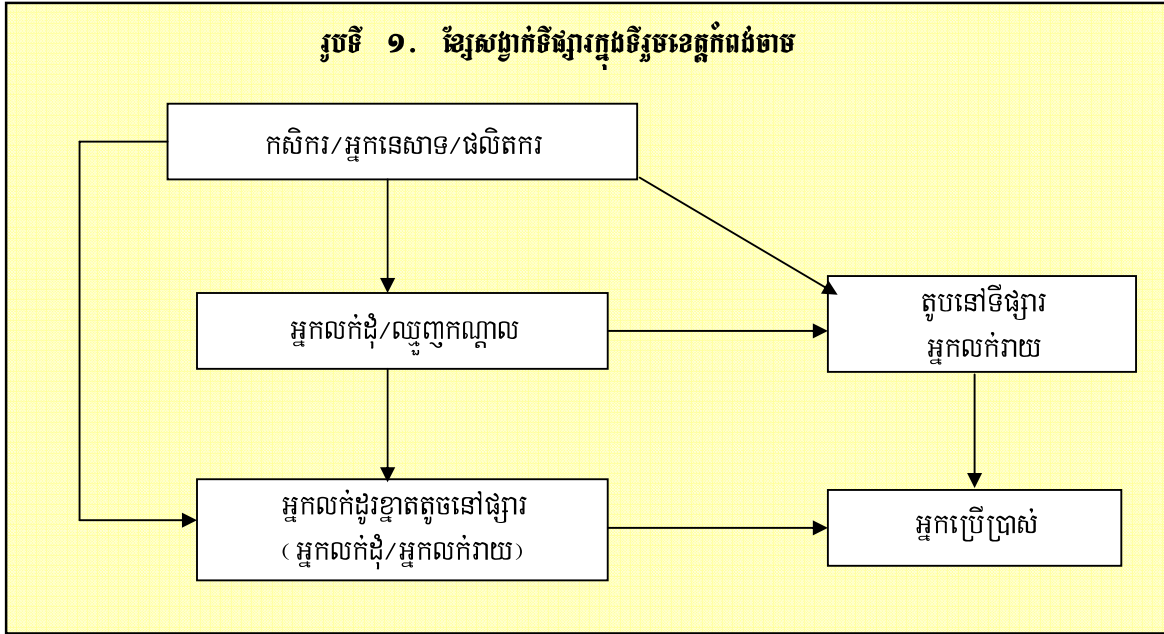 រូបទី ១. ខ្សែសង្វាក់ទីផ្សារក្នុងទីរួមខេត្តកំពង់ចាម
កសិករ/អ្នកនេសាទ/ផលិតករ
អ្នកលក់ដុំ/ឈ្មួញកណ្តាល
តូបនៅទីផ្សារ
អ្នកលក់រាយ
អ្នកលក់ដូរខ្នាតតូចនៅផ្សារ
(អ្នកលក់ដុំ/អ្នកលក់រាយ)
អ្នកប្រើប្រាស់